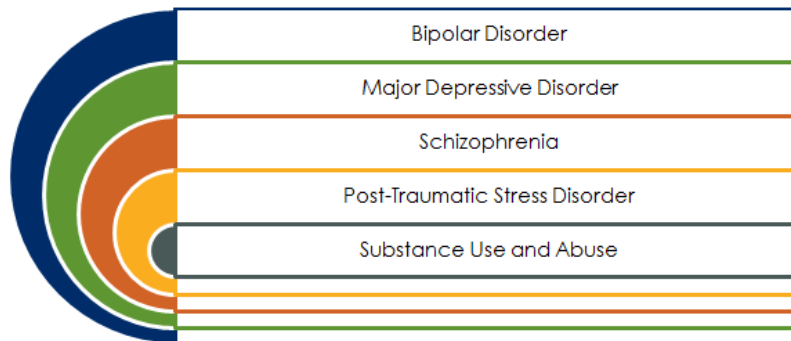 Bipolar Disorder
Major Depressive Disorder
Schizophrenia
Post-Traumatic Stress Disorder
Substance Use and Abuse